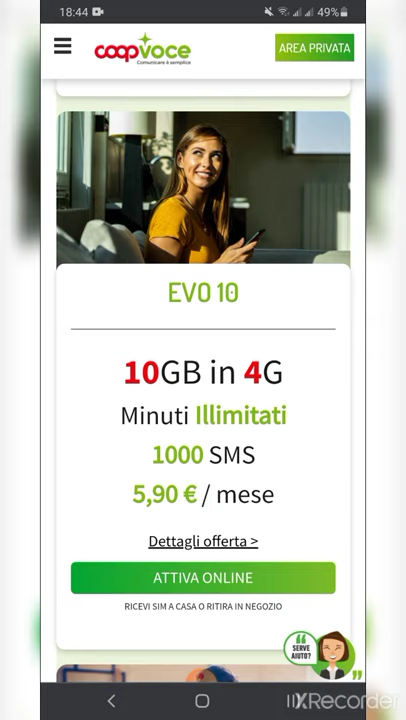 18:44
49%
coopvoce
Comunicare è semplice
AREA PRIVATA
EVO 10
10GB in 4G
Minuti Illimitati
1000 SMS
5,90 € / mese
Dettagli offerta >
ATTIVA ONLINE
RICEVI SIM A CASA O RITIRA IN NEGOZIO
SERVE
AIUTO?
XRecorder